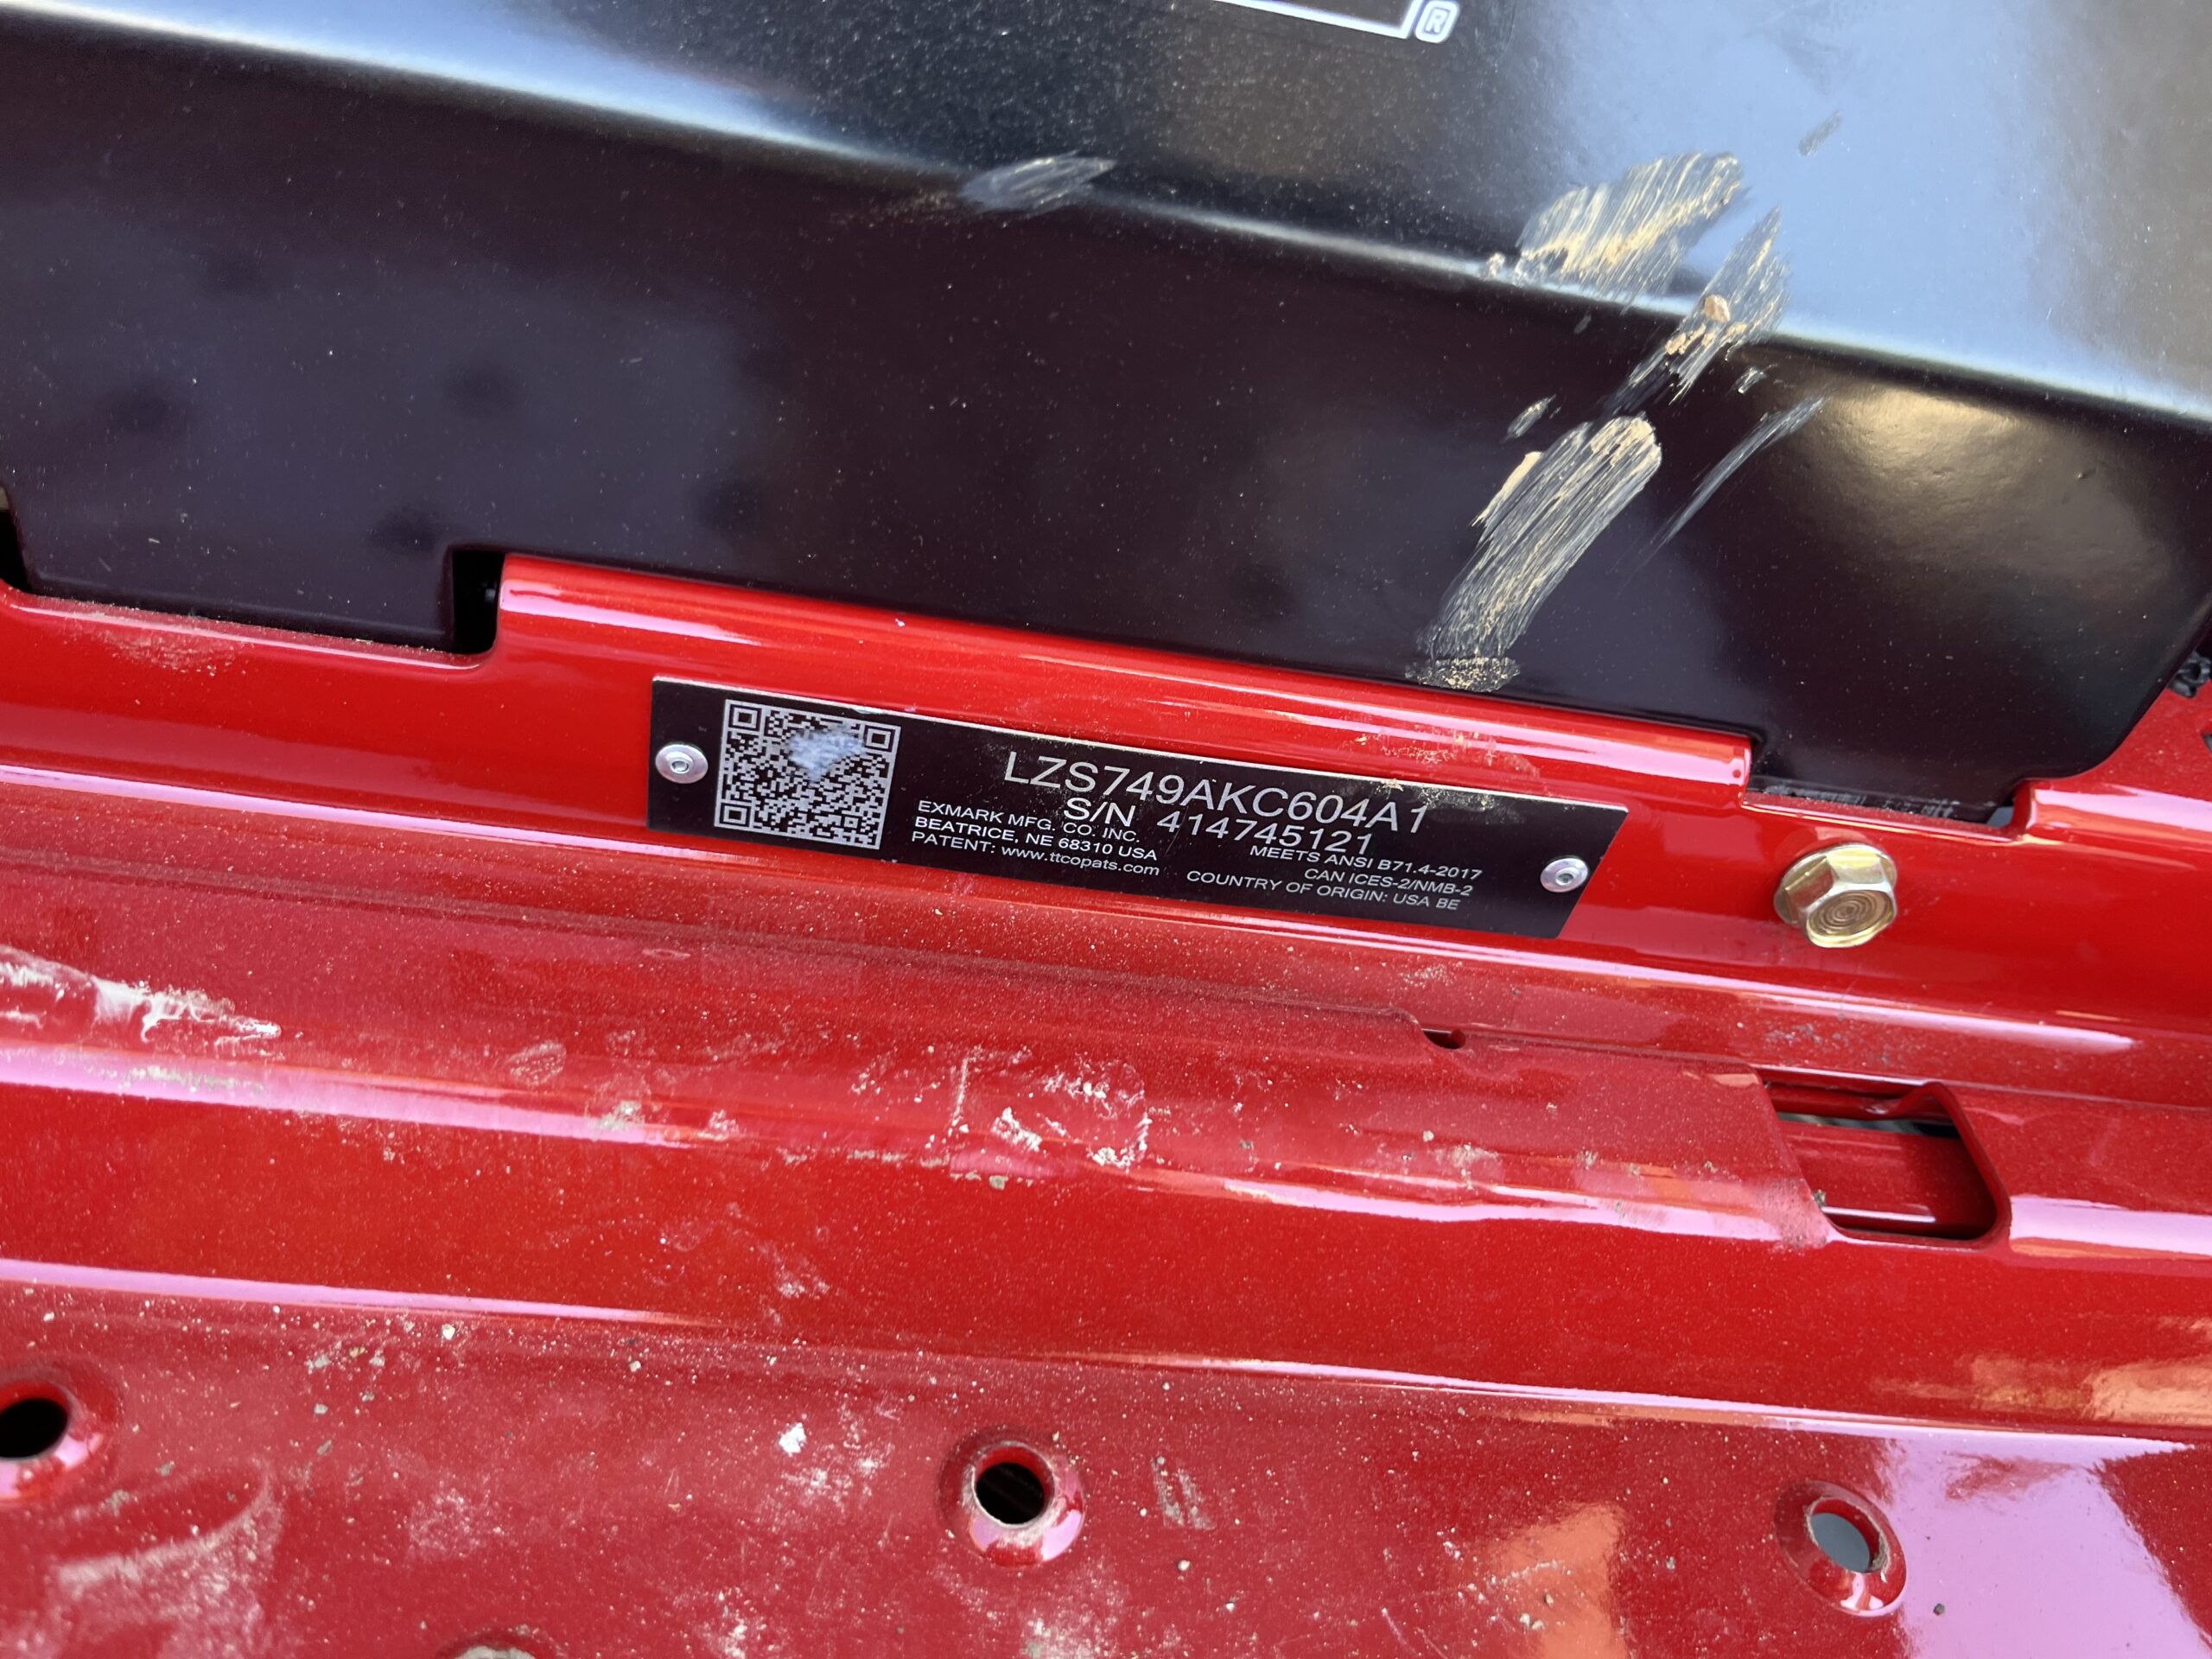 ®
LZS749AKC604A1
S/N 414745121
EXMARK MFG. CO. INC.
BEATRICE, NE 68310 USA
PATENT: www.ttcopats.com
MEETS ANSI B71.4-2017
CAN ICES-2/NMB-2
COUNTRY OF ORIGIN: USA BE